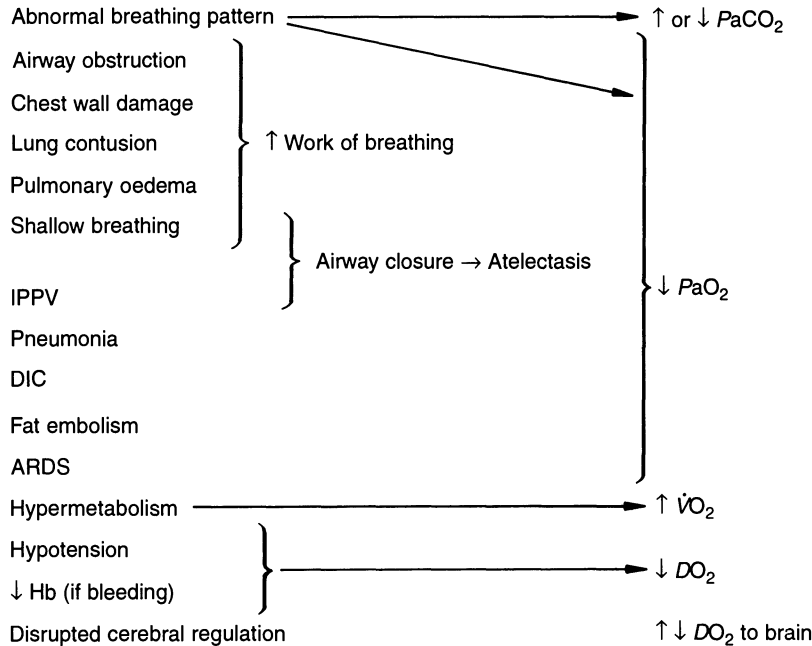 Abnormal breathing pattern → ↑ or ↓ PaCO₂
Airway obstruction
Chest wall damage
Lung contusion ↑ Work of breathing
Pulmonary oedema
Shallow breathing
Airway closure → Atelectasis
IPPV ↓ PaO₂
Pneumonia
DIC
Fat embolism
ARDS
Hypermetabolism → ↑ V̇O₂
Hypotension
↓ DO₂
↓ Hb (if bleeding)
Disrupted cerebral regulation ↑↓ DO₂ to brain